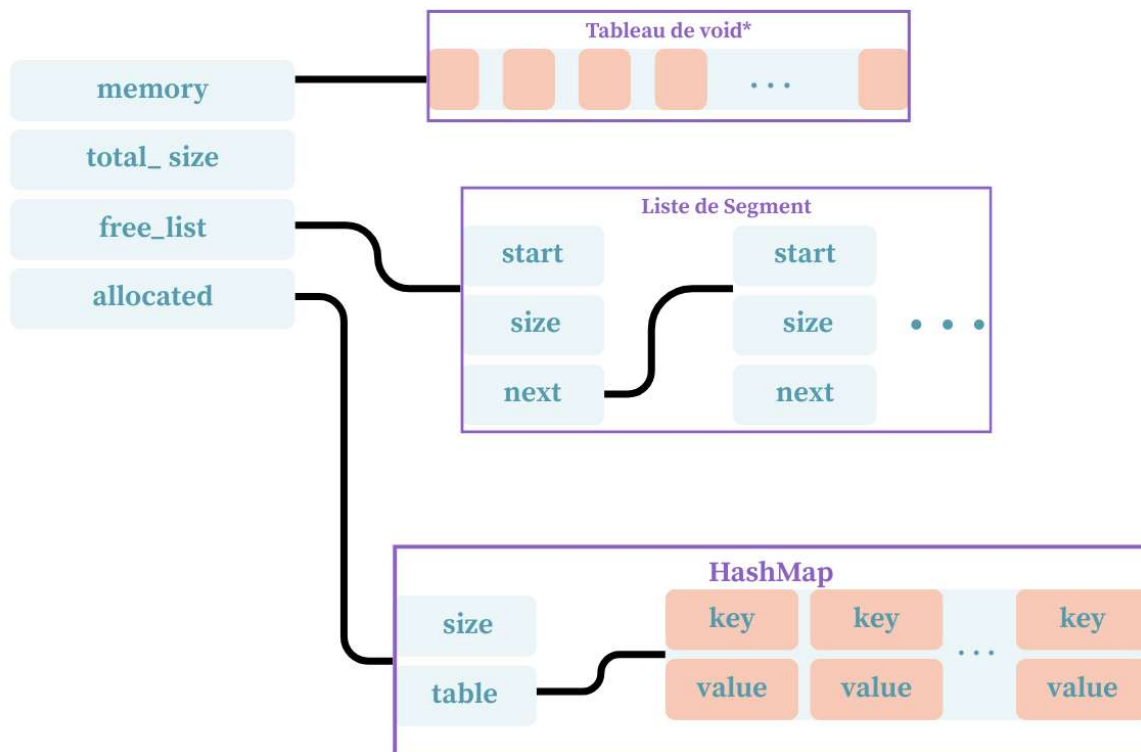 Tableau de void*
...
memory
total_ size
free_list
allocated
Liste de Segment
start
size
next
start
size
next
...
HashMap
size
table
key key ... key
value value value